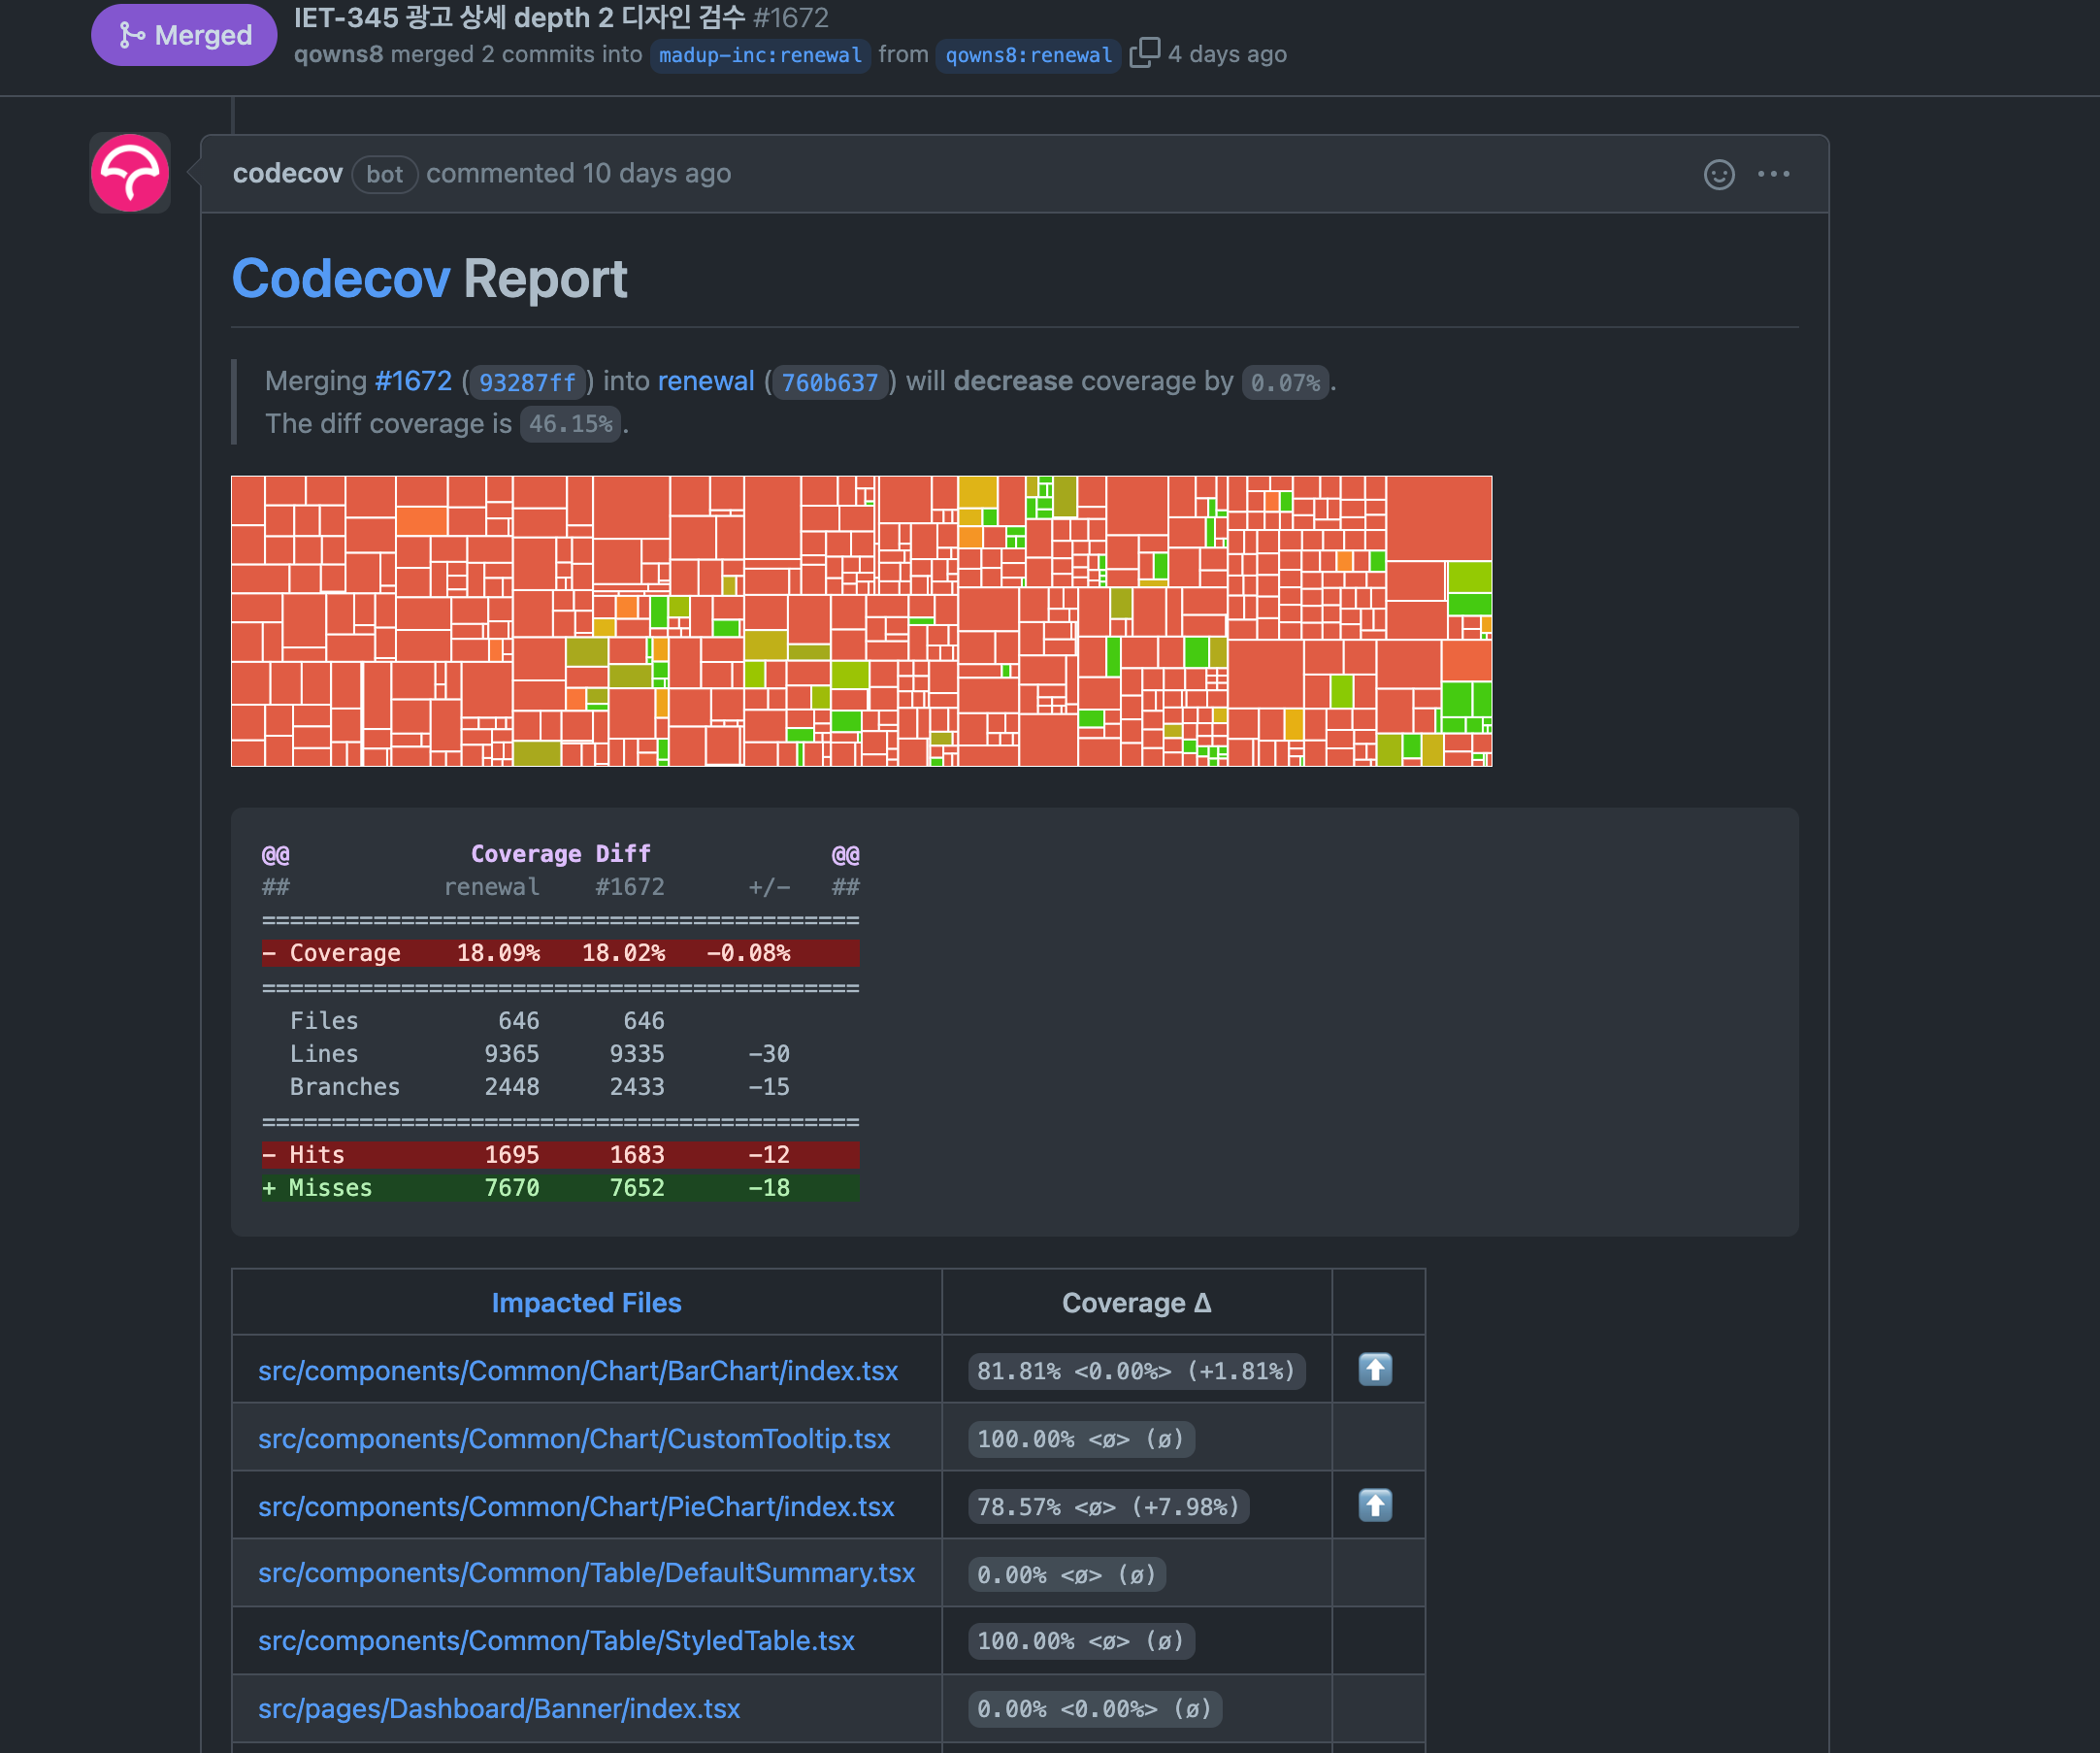 Merged
IET-345 광고 상세 depth 2 디자인 검수 #1672
qowns8 merged 2 commits into madup-inc:renewal from qowns8:renewal 4 days ago
codecov bot commented 10 days ago
Codecov Report
Merging #1672 (93287ff) into renewal (760b637) will decrease coverage by 0.07%.
The diff coverage is 46.15%.
@@ Coverage Diff @@
## renewal #1672 +/- ##
===========================================
- Coverage 18.09% 18.02% -0.08%
===========================================
Files 646 646
Lines 9365 9335 -30
Branches 2448 2433 -15
===========================================
- Hits 1695 1683 -12
+ Misses 7670 7652 -18
Impacted Files Coverage Δ
src/components/Common/Chart/BarChart/index.tsx 81.81% <0.00%> (+1.81%) ⬆️
src/components/Common/Chart/CustomTooltip.tsx 100.00% <ø> (ø)
src/components/Common/Chart/PieChart/index.tsx 78.57% <ø> (+7.98%) ⬆️
src/components/Common/Table/DefaultSummary.tsx 0.00% <ø> (ø)
src/components/Common/Table/StyledTable.tsx 100.00% <ø> (ø)
src/pages/Dashboard/Banner/index.tsx 0.00% <0.00%> (ø)